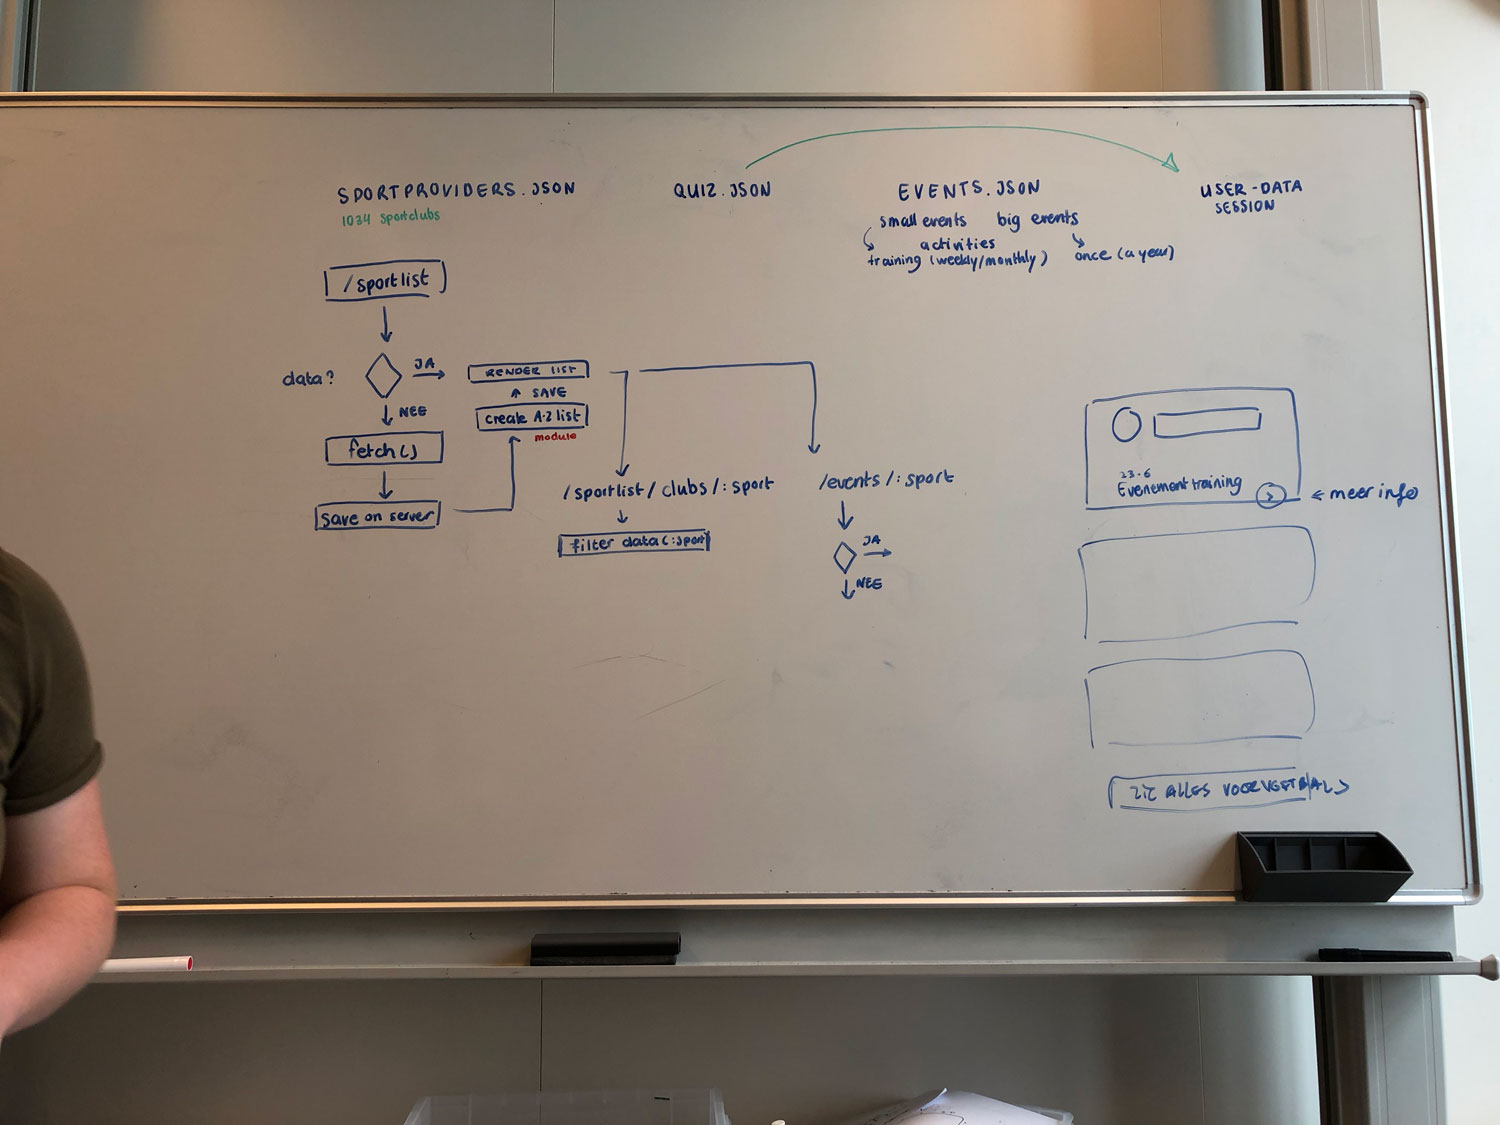 SPORTPROVIDERS.JSON
1034 sportclubs
QUIZ.JSON
EVENTS.JSON
small events big events
activities
training (weekly/monthly)
once (a year)
USER-DATA
SESSION
/sportlist
data?
JA
NEE
fetch()
save on server
RENDER LIST
SAVE
create A-Z list
module
/sportlist/clubs/:sport
filter data(:sport
/events/:sport
JA
NEE
23.6
Evenement training
>
meer info
ZIE ALLES VOOR VOETBAL >